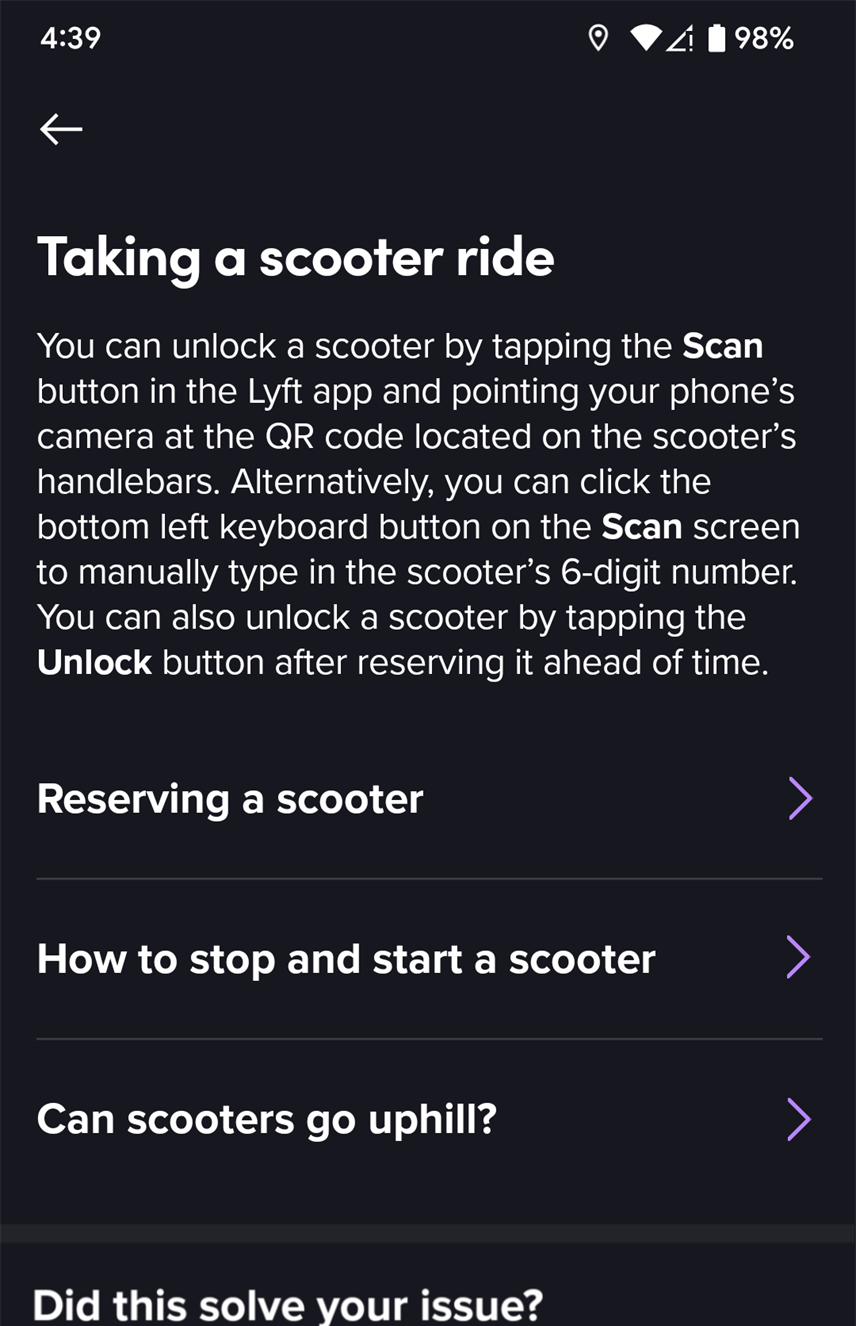 4:39
98%
Taking a scooter ride
You can unlock a scooter by tapping the Scan
button in the Lyft app and pointing your phone’s
camera at the QR code located on the scooter’s
handlebars. Alternatively, you can click the
bottom left keyboard button on the Scan screen
to manually type in the scooter’s 6-digit number.
You can also unlock a scooter by tapping the
Unlock button after reserving it ahead of time.
Reserving a scooter
How to stop and start a scooter
Can scooters go uphill?
Did this solve your issue?